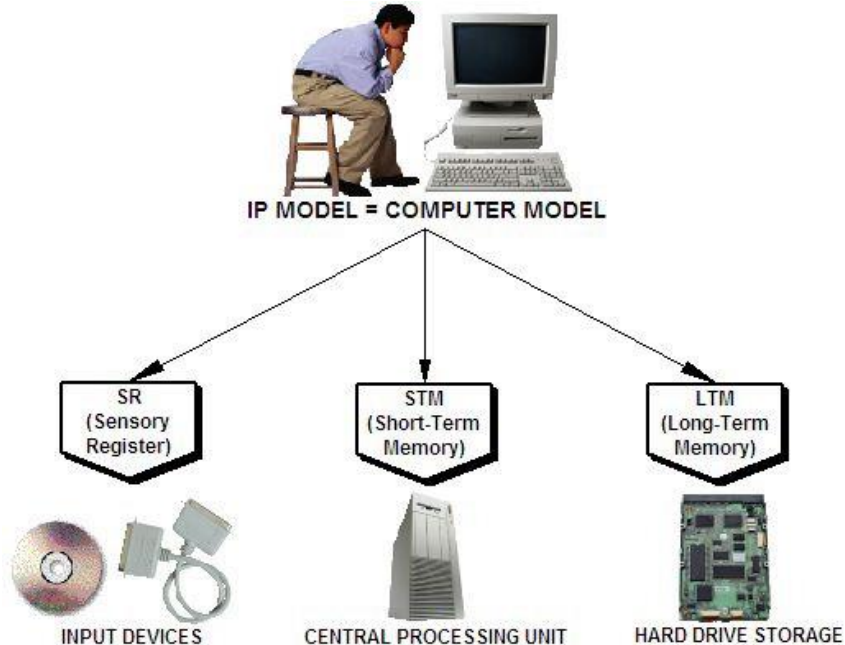 IP MODEL = COMPUTER MODEL
SR
(Sensory
Register)
STM
(Short-Term
Memory)
LTM
(Long-Term
Memory)
INPUT DEVICES
CENTRAL PROCESSING UNIT
HARD DRIVE STORAGE